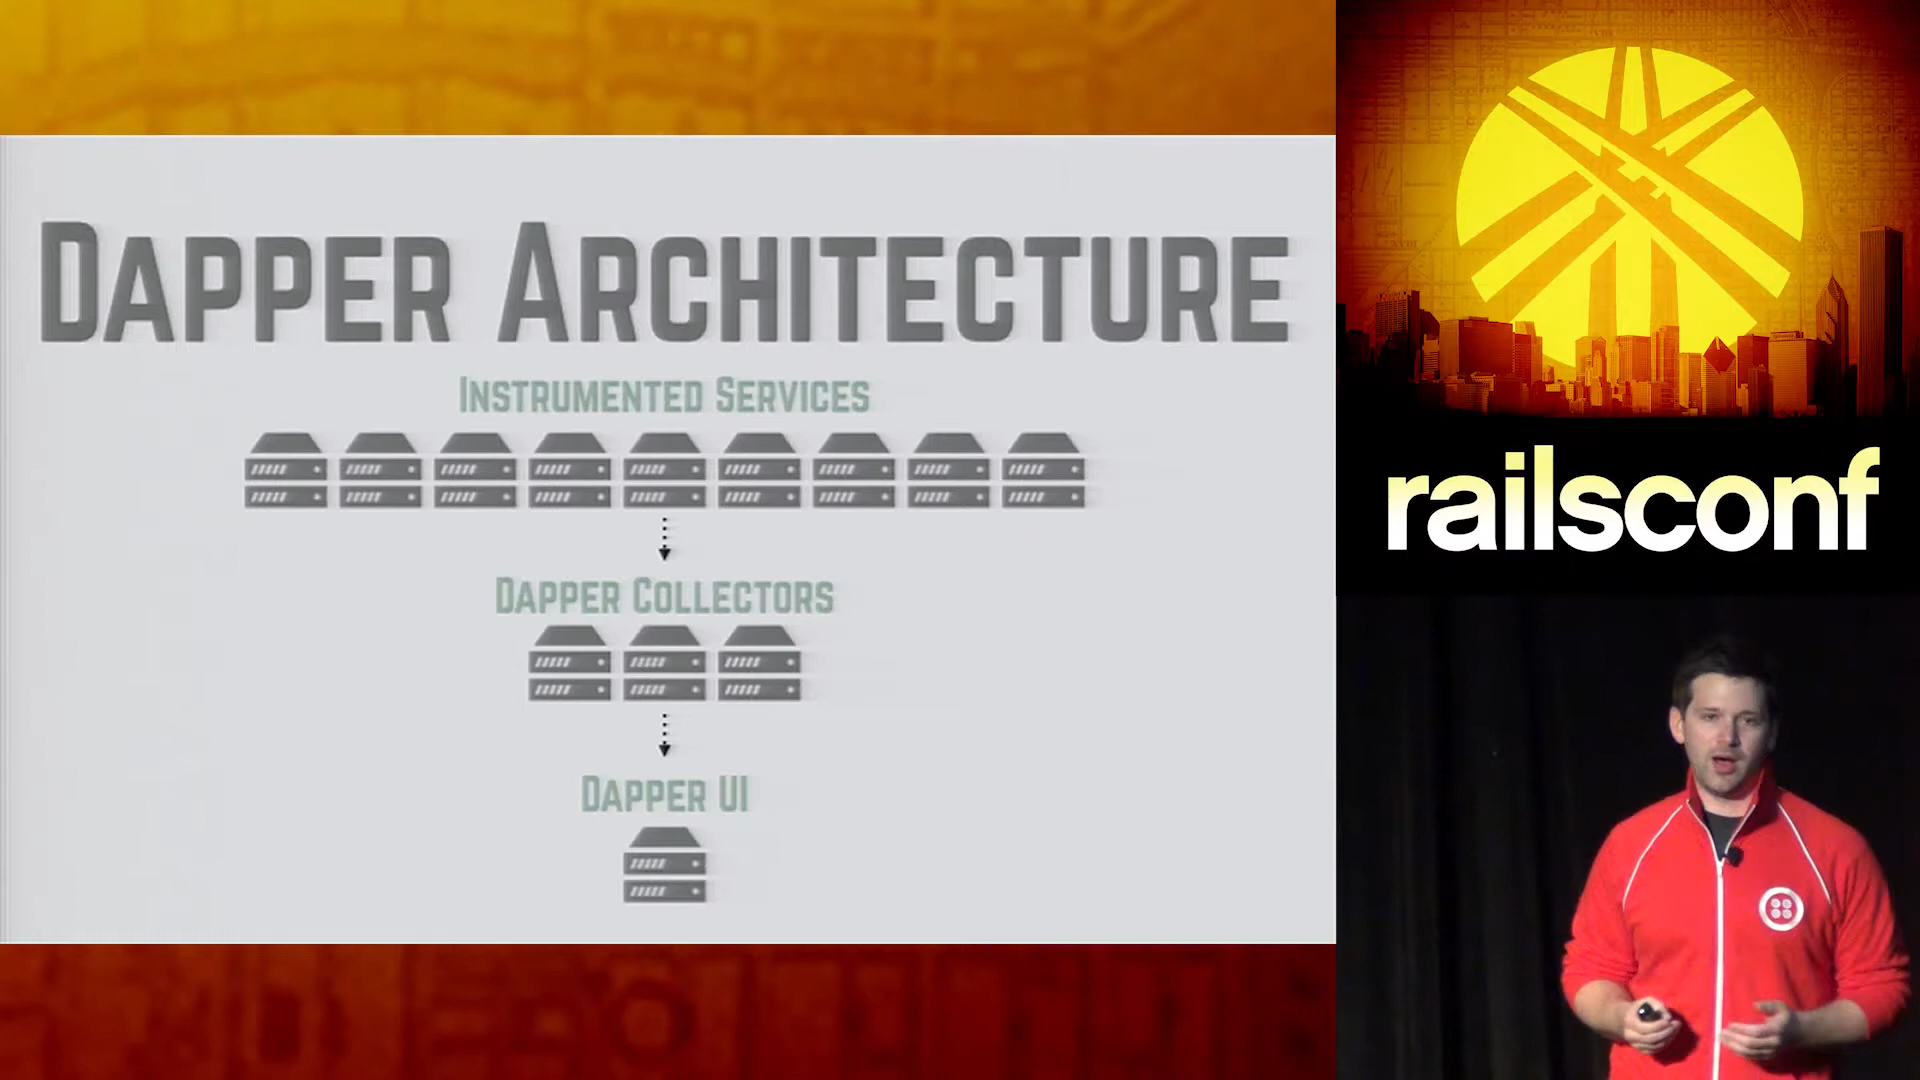 DAPPER ARCHITECTURE
INSTRUMENTED SERVICES
DAPPER COLLECTORS
DAPPER UI
railsconf